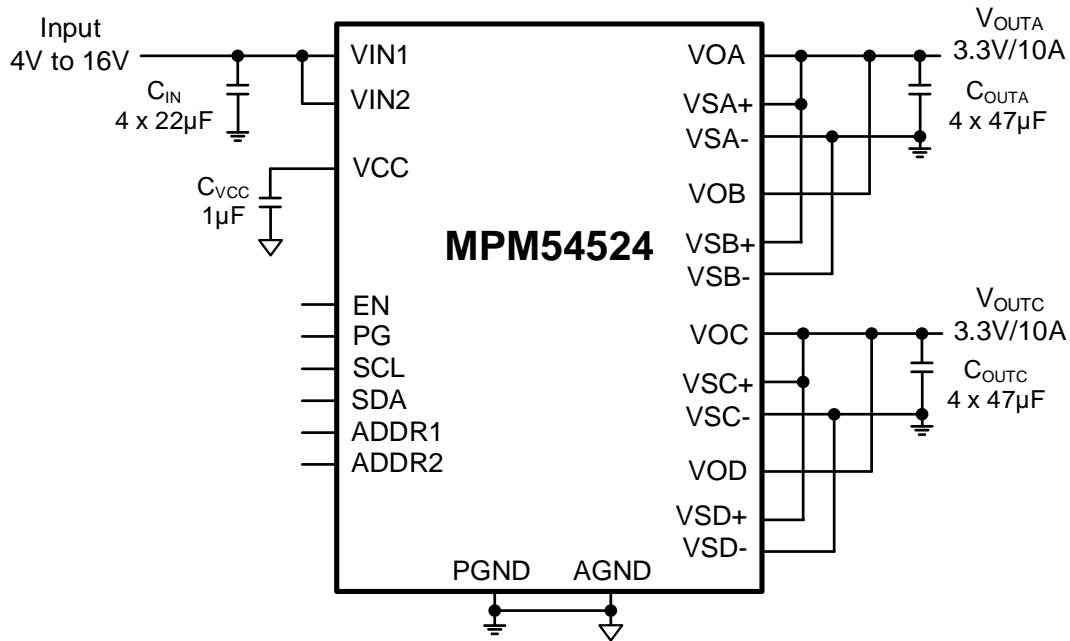 Input
4V to 16V
C_IN
4 x 22µF
C_VCC
1µF
VIN1
VIN2
VCC
EN
PG
SCL
SDA
ADDR1
ADDR2
MPM54524
PGND
AGND
VOA
VSA+
VSA-
VOB
VSB+
VSB-
VOC
VSC+
VSC-
VOD
VSD+
VSD-
V_OUTA
3.3V/10A
C_OUTA
4 x 47µF
V_OUTC
3.3V/10A
C_OUTC
4 x 47µF